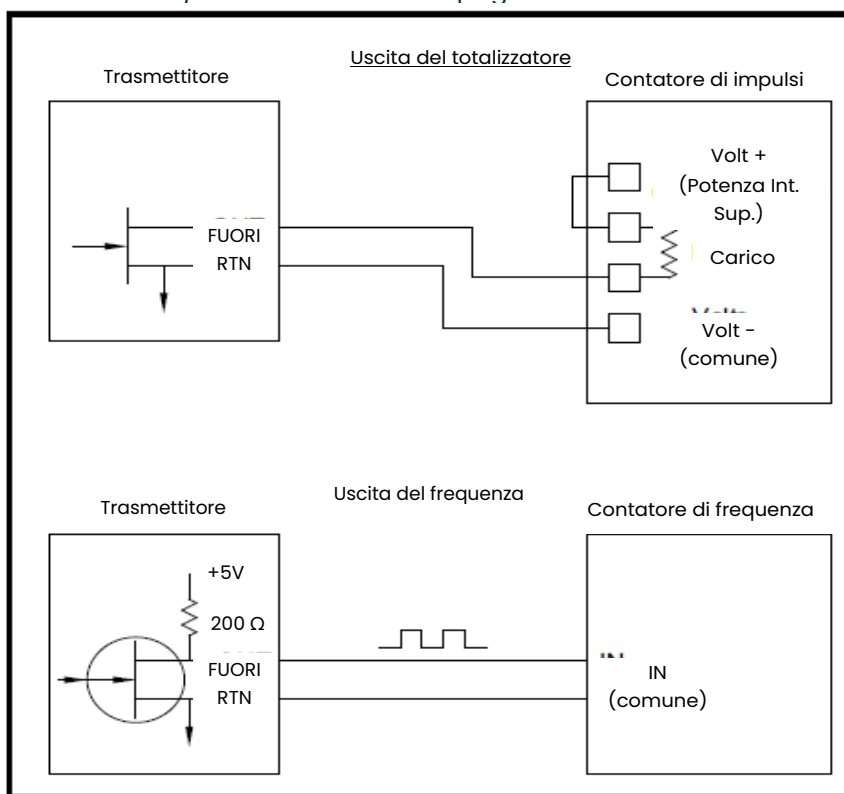 Uscita del totalizzatore
Trasmettitore
Contatore di impulsi
Volt +
(Potenza Int.
Sup.)
FUORI
Carico
RTN
Volt -
(comune)
Uscita del frequenza
Trasmettitore
Contatore di frequenza
+5V
200 Ω
FUORI
IN
RTN
(comune)